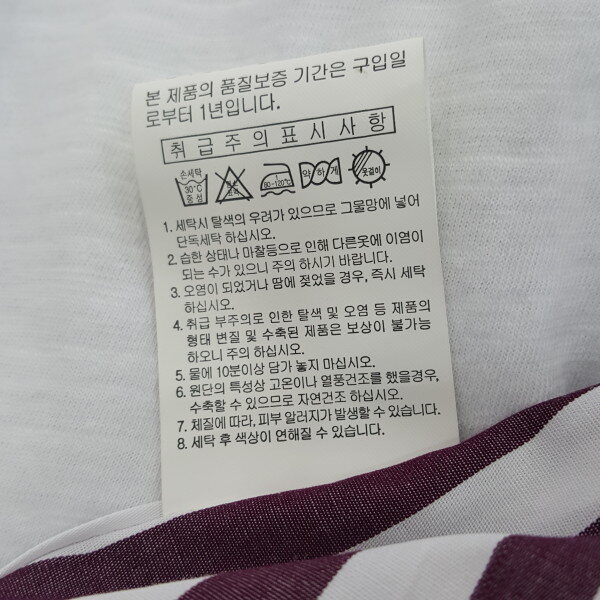 본 제품의 품질보증 기간은 구입일
로부터 1년입니다.
취급주의표시사항
손세탁
30°C
중성
80~120°C
약하게
옷걸이
1. 세탁시 탈색의 우려가 있으므로 그물망에 넣어
단독세탁 하십시오.
2. 습한 상태나 마찰등으로 인해 다른옷에 이염이
되는 수가 있으니 주의 하시기 바랍니다.
3. 오염이 되었거나 땀에 젖었을 경우, 즉시 세탁
하십시오.
4. 취급 부주의로 인한 탈색 및 오염 등 제품의
형태 변질 및 수축된 제품은 보상이 불가능
하오니 주의 하십시오.
5. 물에 10분이상 담가 놓지 마십시오.
6. 원단의 특성상 고온이나 열풍건조를 했을경우,
수축할 수 있으므로 자연건조 하십시오.
7. 체질에 따라, 피부 알러지가 발생할 수 있습니다.
8. 세탁 후 색상이 연해질 수 있습니다.